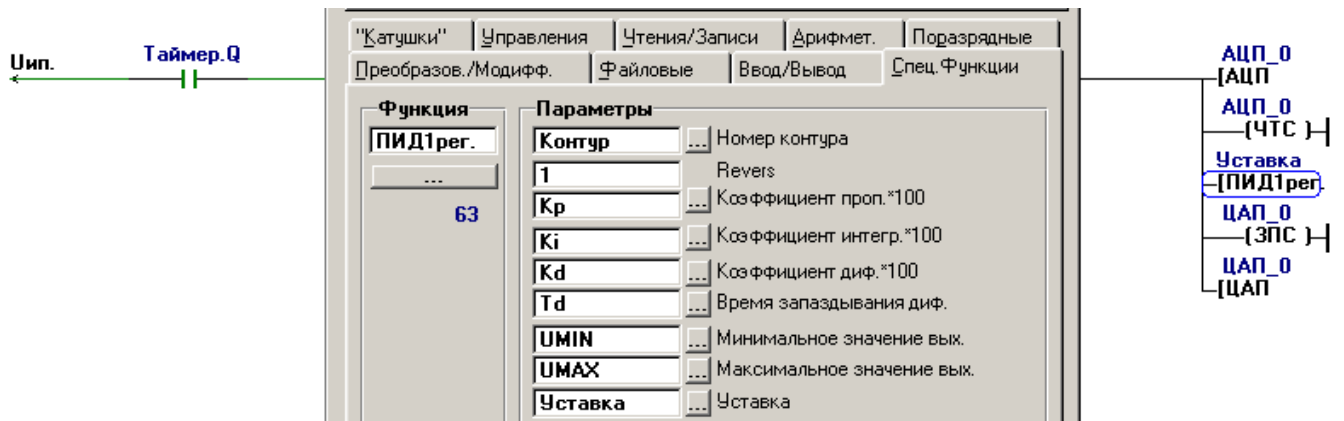 Uип.
Таймер.Q
"Катушки" Управления Чтения/Записи Арифмет. Поразрядные
Преобразов./Модифф. Файловые Ввод/Вывод Спец.Функции
Функция
ПИД1рег.
...
63
Параметры
Контур ... Номер контура
1 Revers
Kp ... Коэффициент проп.*100
Ki ... Коэффициент интегр.*100
Kd ... Коэффициент диф.*100
Td ... Время запаздывания диф.
UMIN ... Минимальное значение вых.
UMAX ... Максимальное значение вых.
Уставка ... Уставка
АЦП_0
[АЦП
АЦП_0
(ЧТС )
Уставка
[ПИД1рег.
ЦАП_0
(ЗПС )
ЦАП_0
[ЦАП